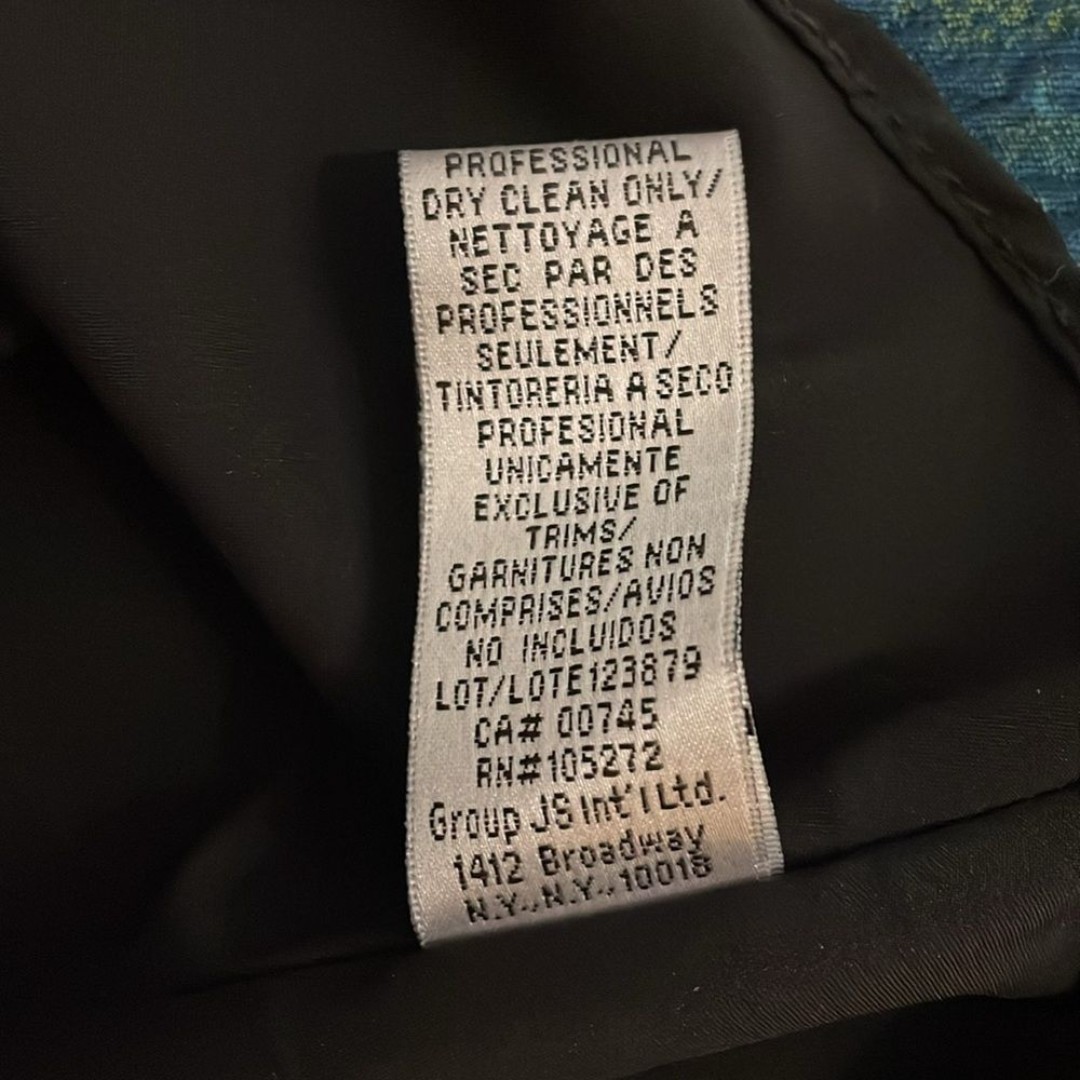 PROFESSIONAL
DRY CLEAN ONLY/
NETTOYAGE A
SEC PAR DES
PROFESSIONNELS
SEULEMENT/
TINTORERIA A SECO
PROFESIONAL
UNICAMENTE
EXCLUSIVE OF
TRIMS/
GARNITURES NON
COMPRISES/AVIOS
NO INCLUIDOS
LOT/LOTE123879
CA# 00745
RN#105272
Group JS Int'l Ltd.
1412 Broadway
N.Y., N.Y., 10018